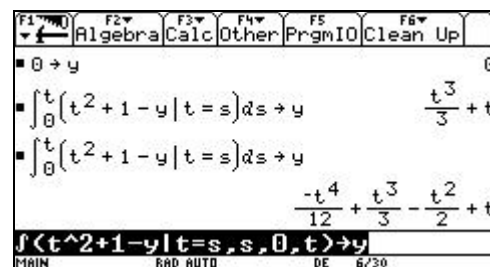 F1 F2 F3 F4 F5 F6
Algebra Calc Other PrgmIO Clean Up
▪ 0 → y 0
▪ ∫₀ᵗ(t² + 1 - y | t = s)ds → y t³/3 + t
▪ ∫₀ᵗ(t² + 1 - y | t = s)ds → y
-t⁴/12 + t³/3 - t²/2 + t
∫(t^2+1-y|t=s,s,0,t)→y
MAIN RAD AUTO DE 6/30